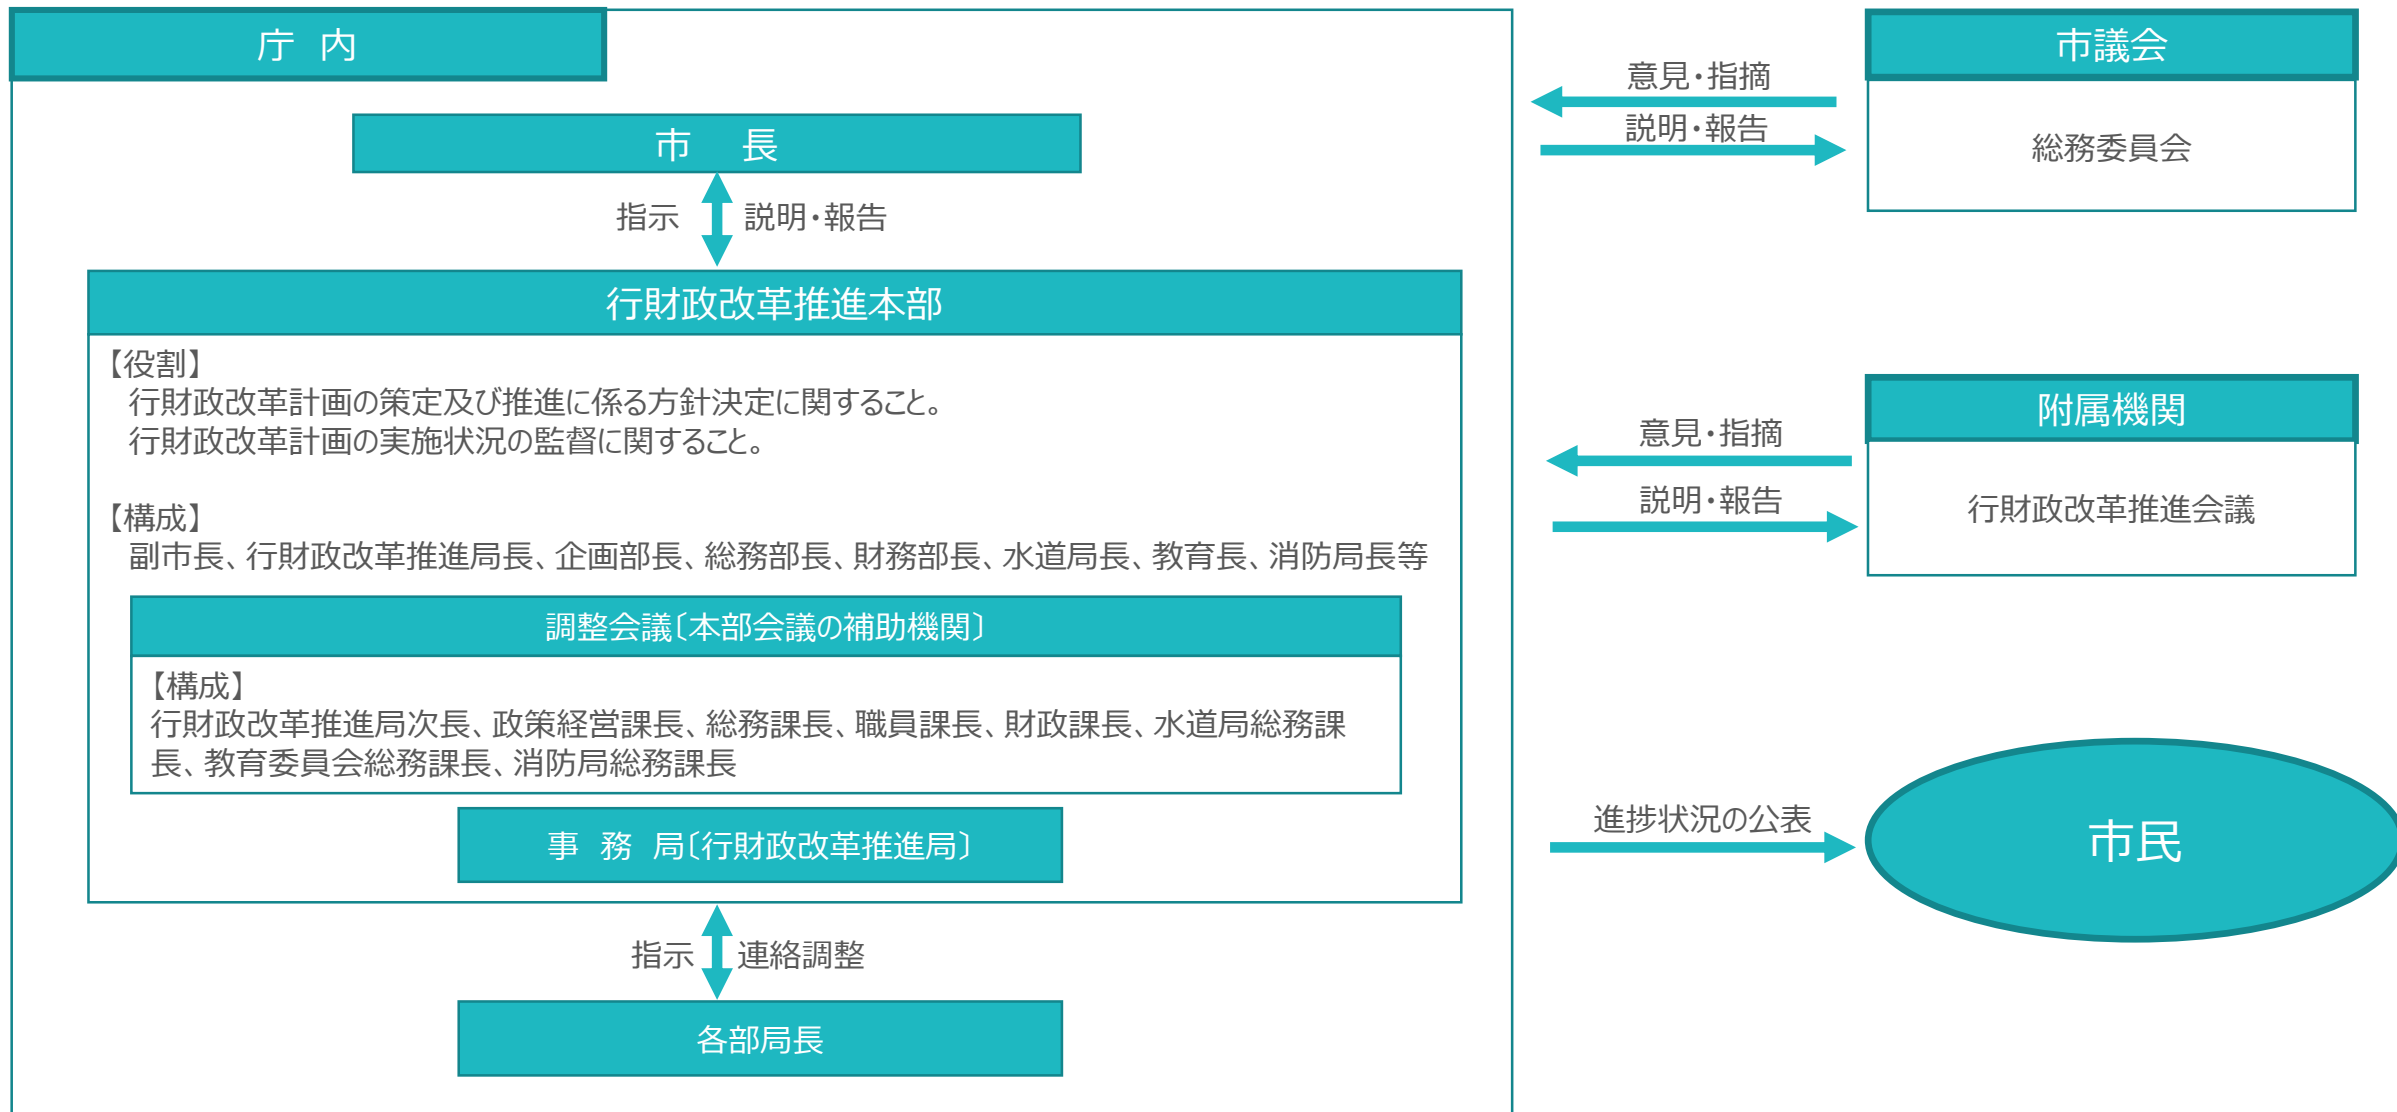 庁　内
市　長
指示
説明・報告
行財政改革推進本部
【役割】
行財政改革計画の策定及び推進に係る方針決定に関すること。
行財政改革計画の実施状況の監督に関すること。
【構成】
副市長、行財政改革推進局長、企画部長、総務部長、財務部長、水道局長、教育長、消防局長等
調整会議〔本部会議の補助機関〕
【構成】
行財政改革推進局次長、政策経営課長、総務課長、職員課長、財政課長、水道局総務課
長、教育委員会総務課長、消防局総務課長
事　務　局〔行財政改革推進局〕
指示
連絡調整
各部局長
意見・指摘
説明・報告
市議会
総務委員会
意見・指摘
説明・報告
附属機関
行財政改革推進会議
進捗状況の公表
市民